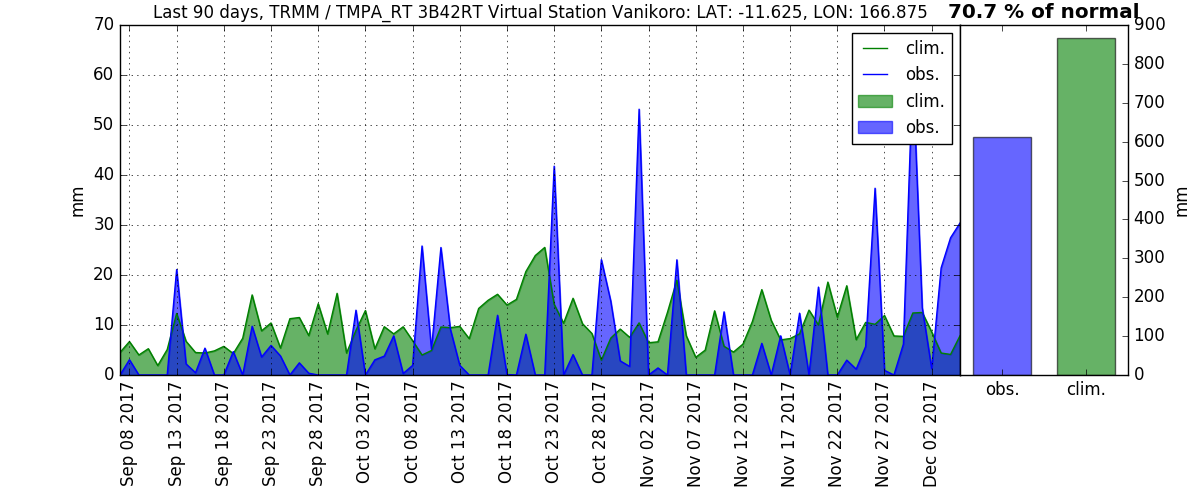 Last 90 days, TRMM / TMPA_RT 3B42RT Virtual Station Vanikoro: LAT: -11.625, LON: 166.875
70.7 % of normal
70
60
50
40
30
20
10
0
mm
clim.
obs.
clim.
obs.
900
800
700
600
500
400
300
200
100
0
mm
Sep 08 2017
Sep 13 2017
Sep 18 2017
Sep 23 2017
Sep 28 2017
Oct 03 2017
Oct 08 2017
Oct 13 2017
Oct 18 2017
Oct 23 2017
Oct 28 2017
Nov 02 2017
Nov 07 2017
Nov 12 2017
Nov 17 2017
Nov 22 2017
Nov 27 2017
Dec 02 2017
obs.
clim.